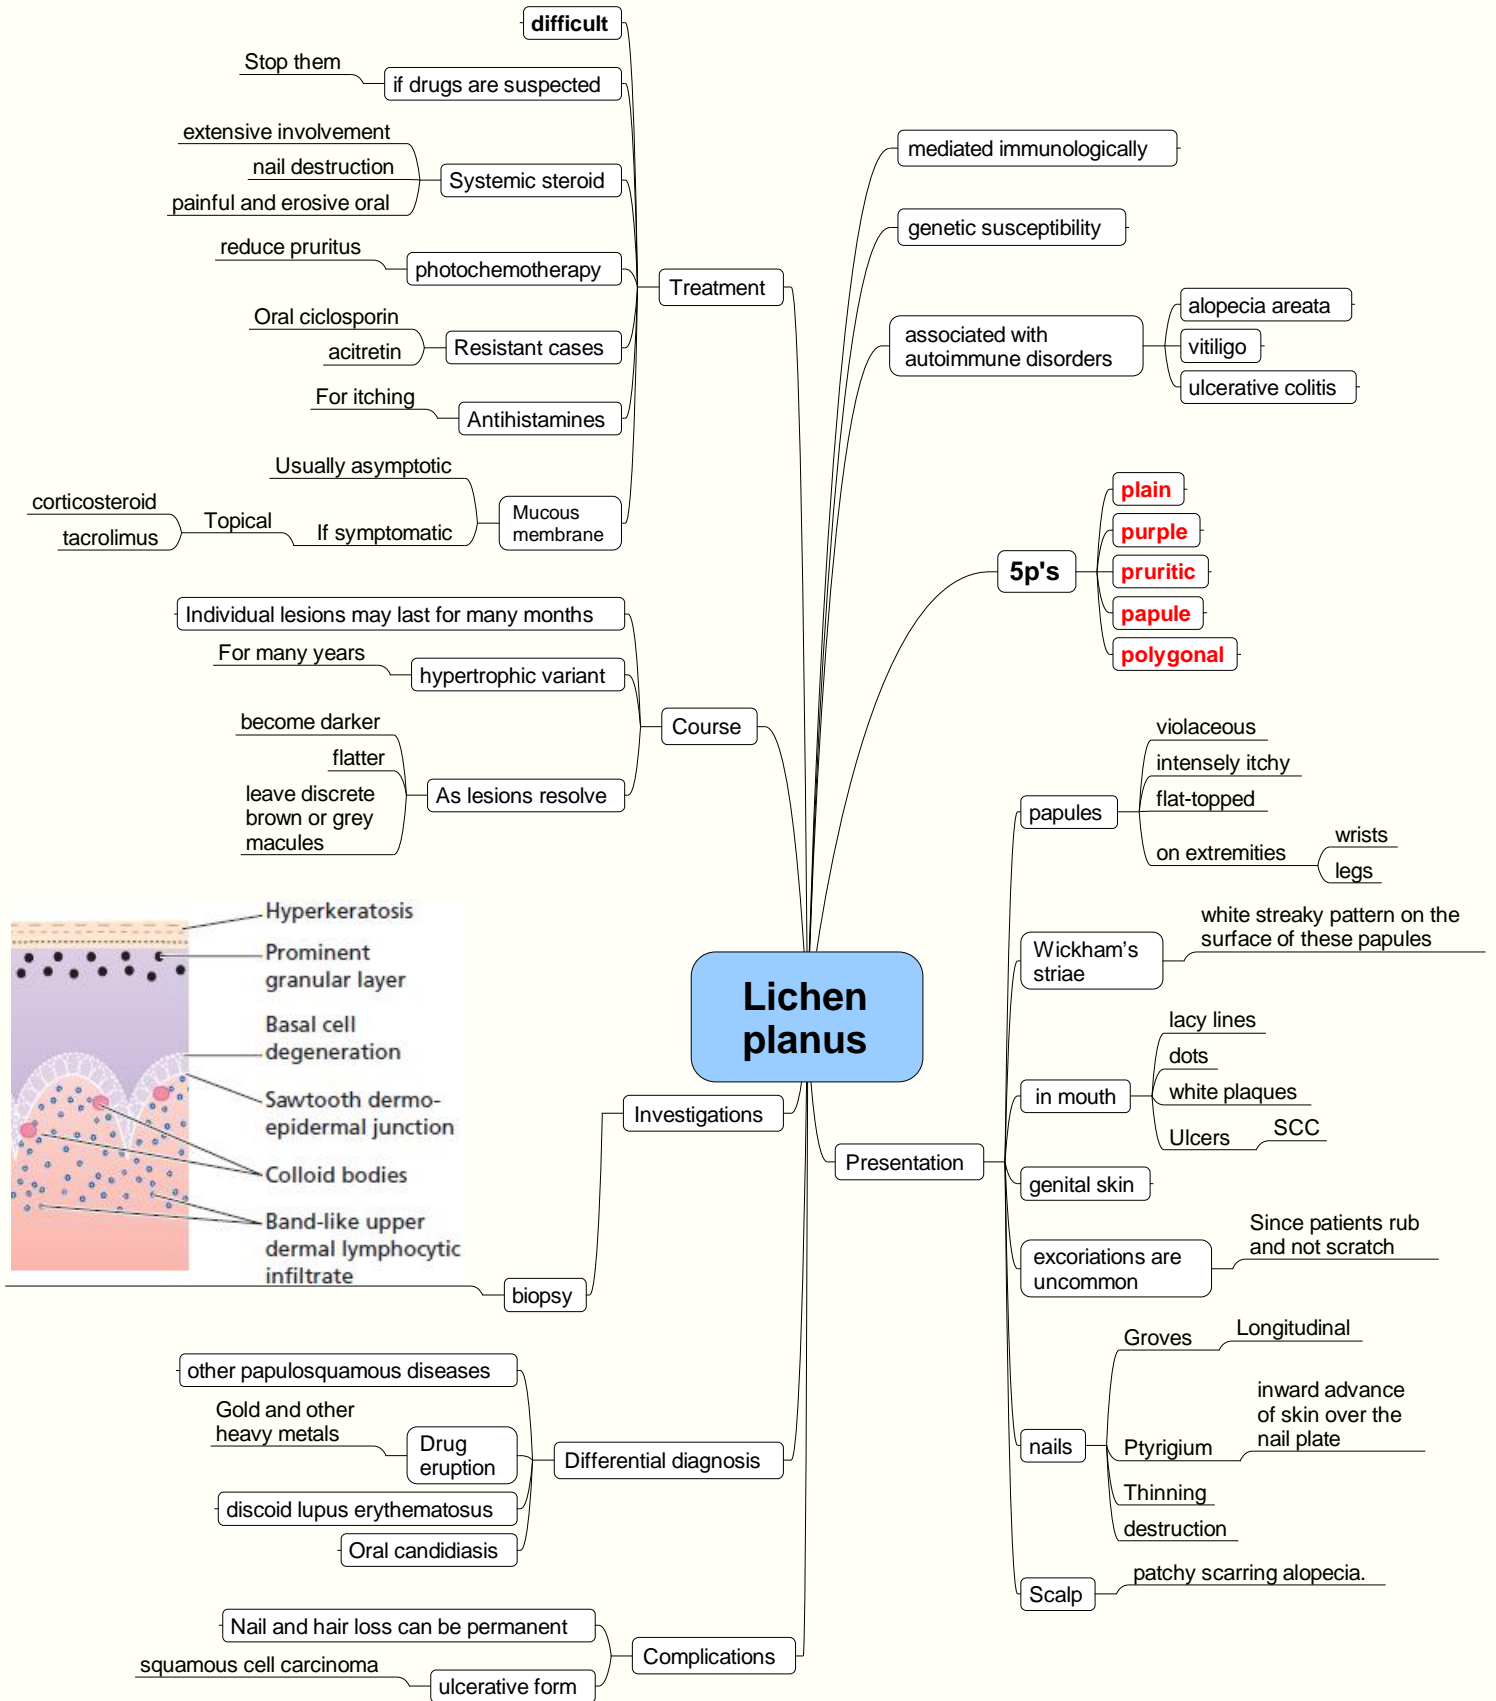 Lichen
planus
mediated immunologically
genetic susceptibility
associated with
autoimmune disorders
alopecia areata
vitiligo
ulcerative colitis
5p's
plain
purple
pruritic
papule
polygonal
Presentation
papules
violaceous
intensely itchy
flat-topped
on extremities
wrists
legs
Wickham's
striae
white streaky pattern on the
surface of these papules
in mouth
lacy lines
dots
white plaques
Ulcers
SCC
genital skin
excoriations are
uncommon
Since patients rub
and not scratch
nails
Groves
Longitudinal
Ptyrigium
inward advance
of skin over the
nail plate
Thinning
destruction
Scalp
patchy scarring alopecia.
Treatment
difficult
if drugs are suspected
Stop them
Systemic steroid
extensive involvement
nail destruction
painful and erosive oral
photochemotherapy
reduce pruritus
Resistant cases
Oral ciclosporin
acitretin
Antihistamines
For itching
Mucous
membrane
Usually asymptotic
If symptomatic
Topical
corticosteroid
tacrolimus
Course
Individual lesions may last for many months
hypertrophic variant
For many years
As lesions resolve
become darker
flatter
leave discrete
brown or grey
macules
Investigations
biopsy
Hyperkeratosis
Prominent
granular layer
Basal cell
degeneration
Sawtooth dermo-
epidermal junction
Colloid bodies
Band-like upper
dermal lymphocytic
infiltrate
Differential diagnosis
other papulosquamous diseases
Drug
eruption
Gold and other
heavy metals
discoid lupus erythematosus
Oral candidiasis
Complications
Nail and hair loss can be permanent
ulcerative form
squamous cell carcinoma